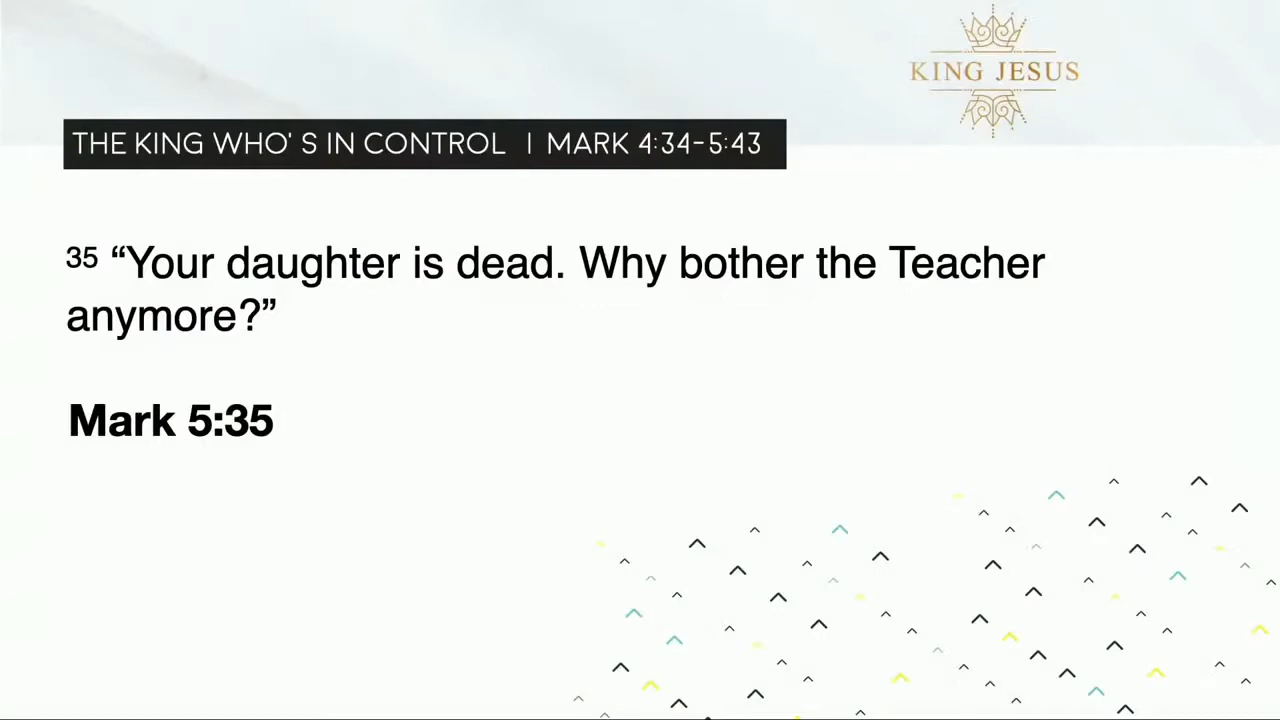 KING JESUS
THE KING WHO' S IN CONTROL | MARK 4:34-5:43
35 “Your daughter is dead. Why bother the Teacher
anymore?”
Mark 5:35